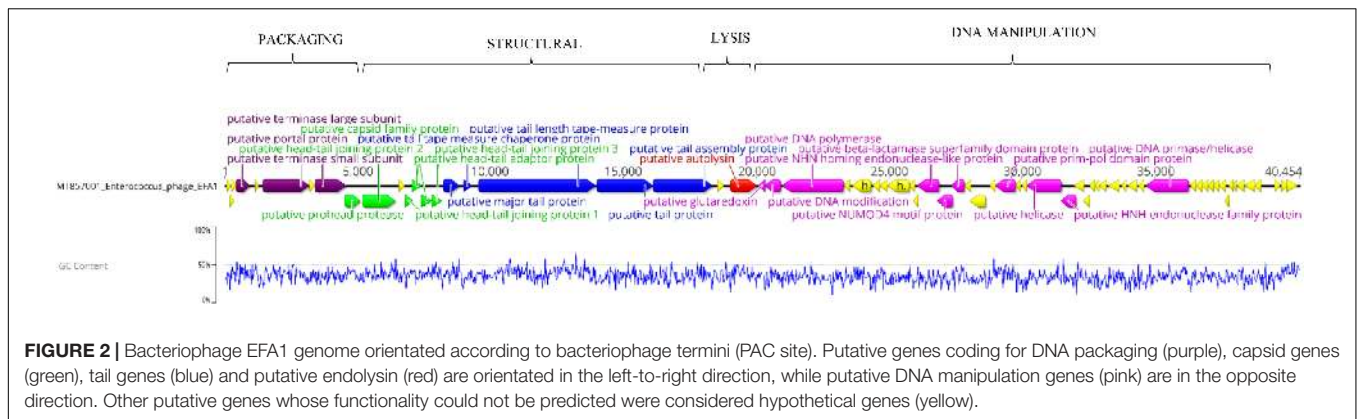 PACKAGING
STRUCTURAL
LYSIS
DNA MANIPULATION
putative terminase large subunit
putative capsid family protein
putative tail length tape-measure protein
putative DNA polymerase
putative portal protein
putative tail tape measure chaperone protein
putative tail assembly protein
putative beta-lactamase superfamily domain protein
putative DNA primase/helicase
putative head-tail joining protein 2
putative head-tail joining protein 3
putative terminase small subunit
putative head-tail adaptor protein
putative autolysin
putative NHN homing endonuclease-like protein
putative prim-pol domain protein
5,000
10,000
15,000
20,000
25,000
30,000
35,000
40,454
MT857001_Enterococcus_phage_EFA1
h
h
putative major tail protein
putative glutaredoxin
putative DNA modification
putative prohead protease
putative head-tail joining protein 1
putative tail protein
putative NUMOD4 motif protein
putative helicase
putative HNH endonuclease family protein
100%
GC Content
50%
0%
FIGURE 2 | Bacteriophage EFA1 genome orientated according to bacteriophage termini (PAC site). Putative genes coding for DNA packaging (purple), capsid genes
(green), tail genes (blue) and putative endolysin (red) are orientated in the left-to-right direction, while putative DNA manipulation genes (pink) are in the opposite
direction. Other putative genes whose functionality could not be predicted were considered hypothetical genes (yellow).